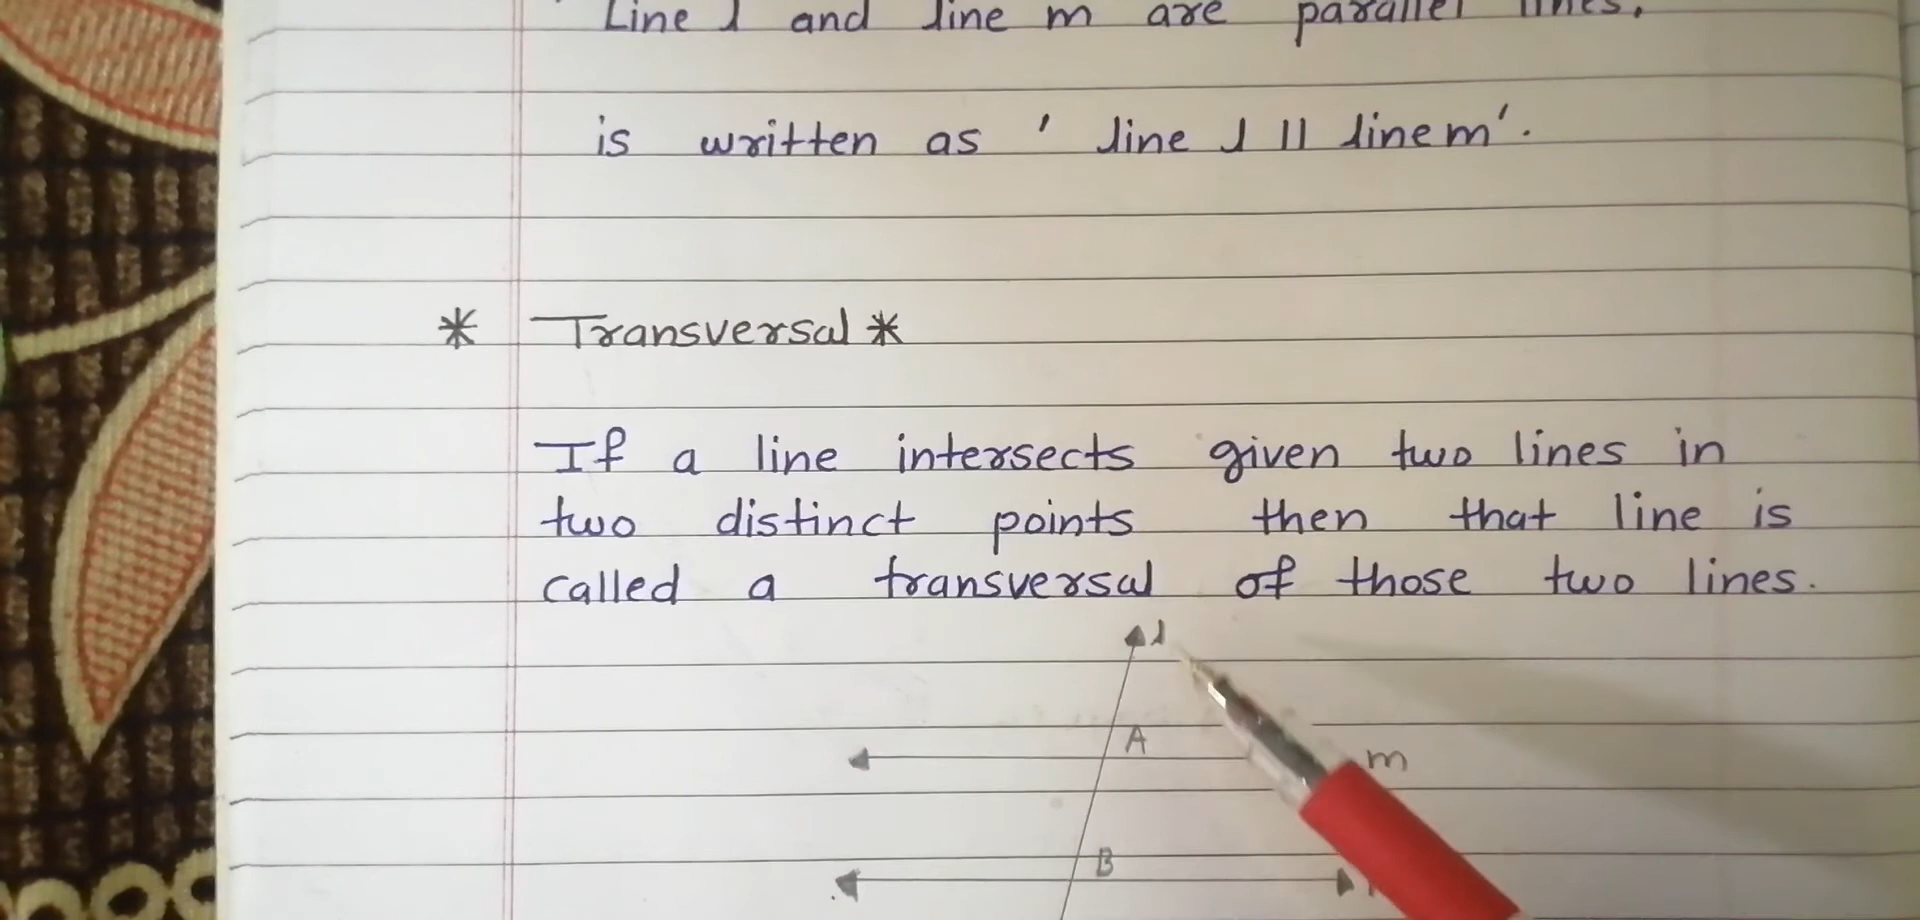 Line l and line m are parallel lines.
is written as ' line l || line m'.
* Transversal *
If a line intersects given two lines in
two distinct points then that line is
called a transversal of those two lines.
l
A
m
B